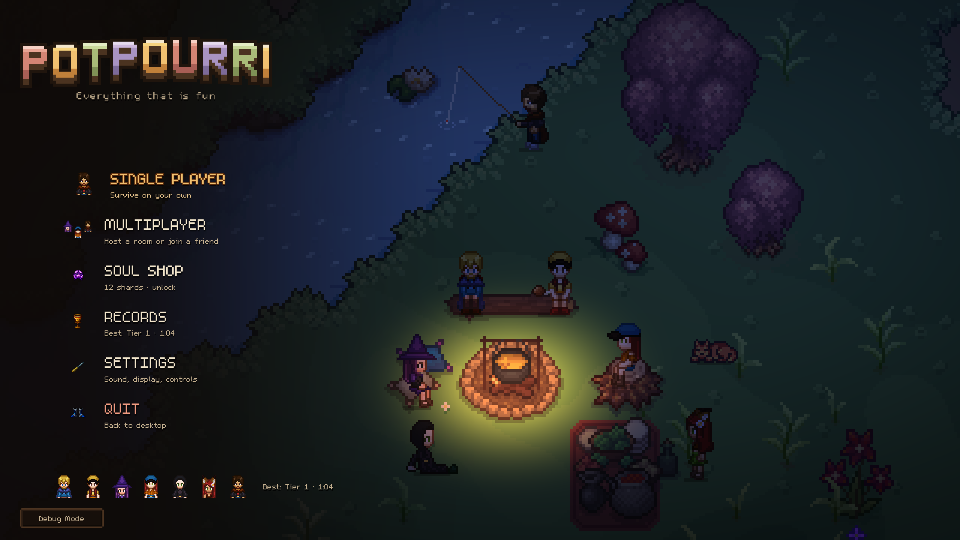 POTPOURRI
Everything that is fun
SINGLE PLAYER
Survive on your own
MULTIPLAYER
Host a room or join a friend
SOUL SHOP
12 shards · unlock
RECORDS
Best: Tier 1 · 1:04
SETTINGS
Sound, display, controls
QUIT
Back to desktop
Best: Tier 1 · 1:04
Debug Mode